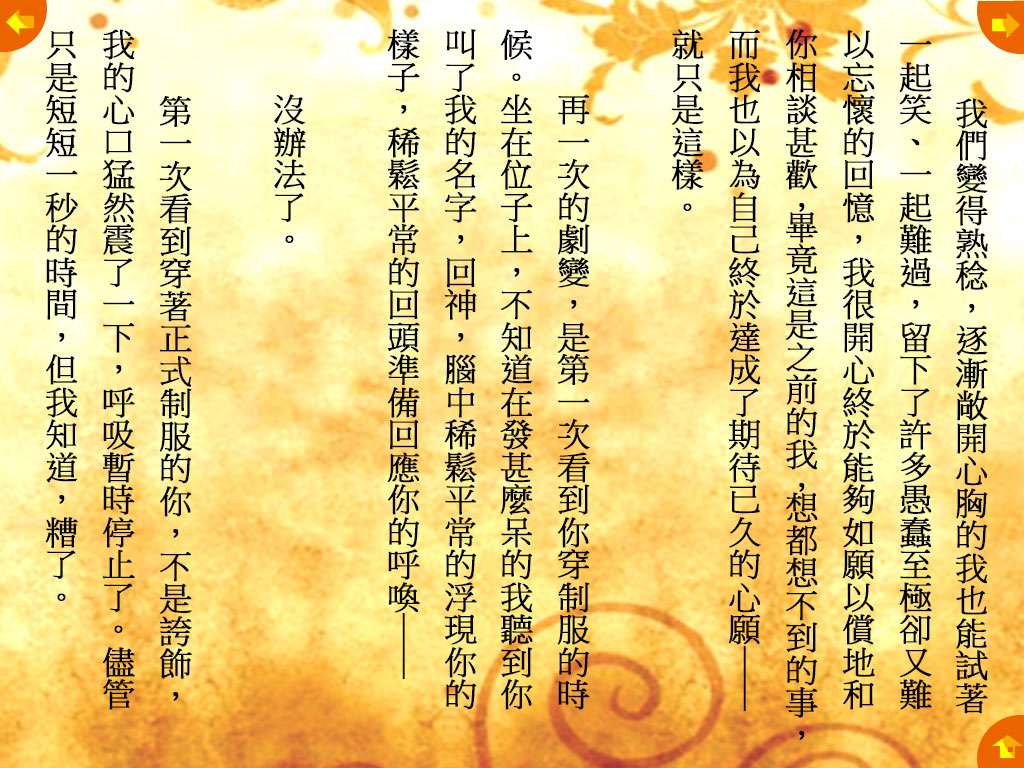 我們變得熟稔，逐漸敞開心胸的我也能試著
一起笑、一起難過，留下了許多愚蠢至極卻又難
以忘懷的回憶，我很開心終於能夠如願以償地和
你相談甚歡，畢竟這是之前的我，想都想不到的事，
而我也以為自己終於達成了期待已久的心願——
就只是這樣。
再一次的劇變，是第一次看到你穿制服的時
候。坐在位子上，不知道在發甚麼呆的我聽到你
叫了我的名字，回神，腦中稀鬆平常的浮現你的
樣子，稀鬆平常的回頭準備回應你的呼喚——
沒辦法了。
第一次看到穿著正式制服的你，不是誇飾，
我的心口猛然震了一下，呼吸暫時停止了。儘管
只是短短一秒的時間，但我知道，糟了。